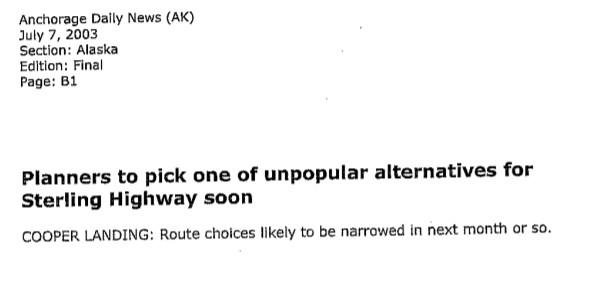 Anchorage Daily News (AK)
July 7, 2003
Section: Alaska
Edition: Final
Page: B1
Planners to pick one of unpopular alternatives for
Sterling Highway soon
COOPER LANDING: Route choices likely to be narrowed in next month or so.